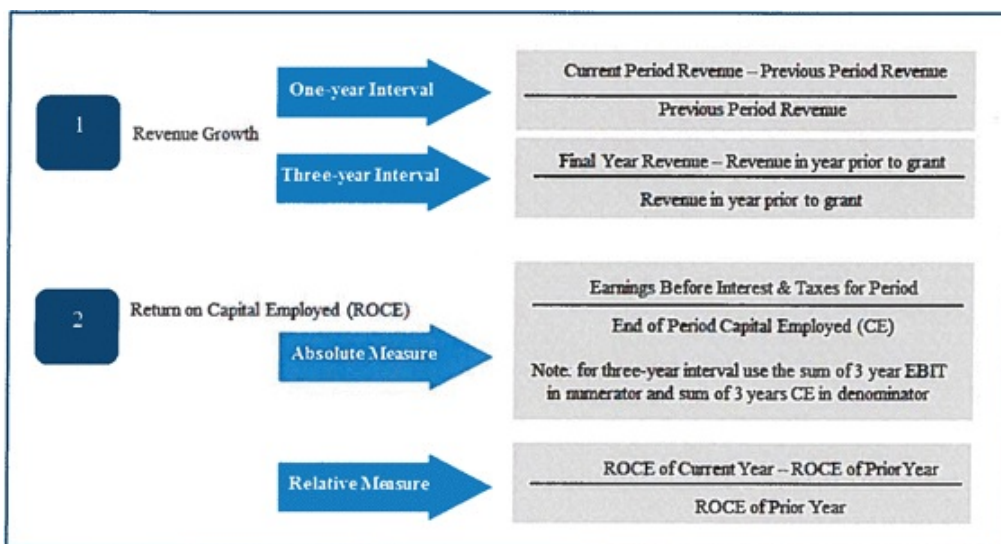 1
Revenue Growth
One-year Interval
Current Period Revenue – Previous Period Revenue
Previous Period Revenue
Three-year Interval
Final Year Revenue – Revenue in year prior to grant
Revenue in year prior to grant
2
Return on Capital Employed (ROCE)
Absolute Measure
Earnings Before Interest & Taxes for Period
End of Period Capital Employed (CE)
Note: for three-year interval use the sum of 3 year EBIT
in numerator and sum of 3 years CE in denominator
Relative Measure
ROCE of Current Year – ROCE of Prior Year
ROCE of Prior Year